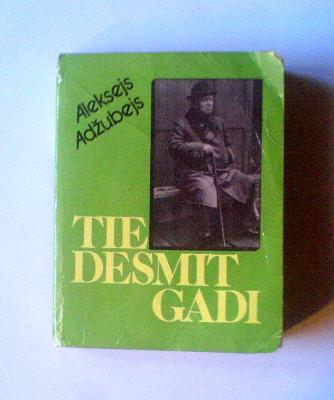 Aleksejs
Adžubejs
TIE
DESMIT
GADI